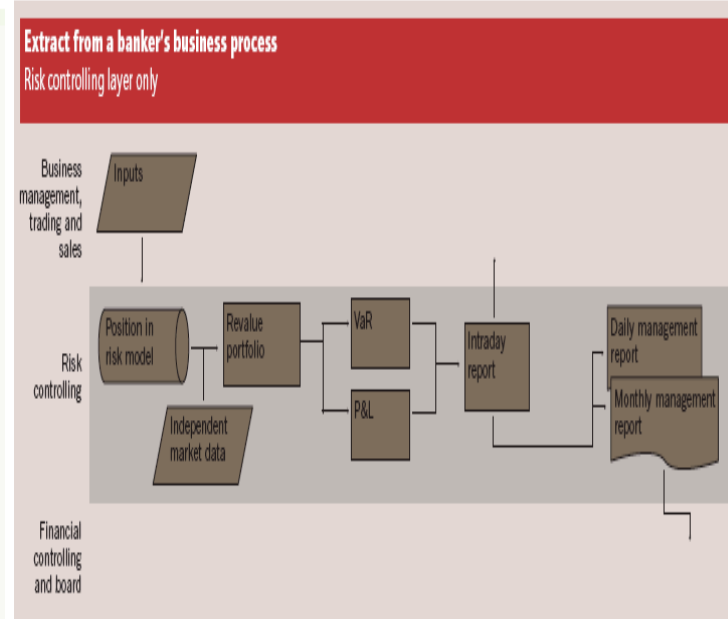 Extract from a banker's business process
Risk controlling layer only
Business
management,
trading and
sales
Inputs
Risk
controlling
Position in
risk model
Revalue
portfolio
Independent
market data
VaR
P&L
Intraday
report
Daily management
report
Monthly management
report
Financial
controlling
and board